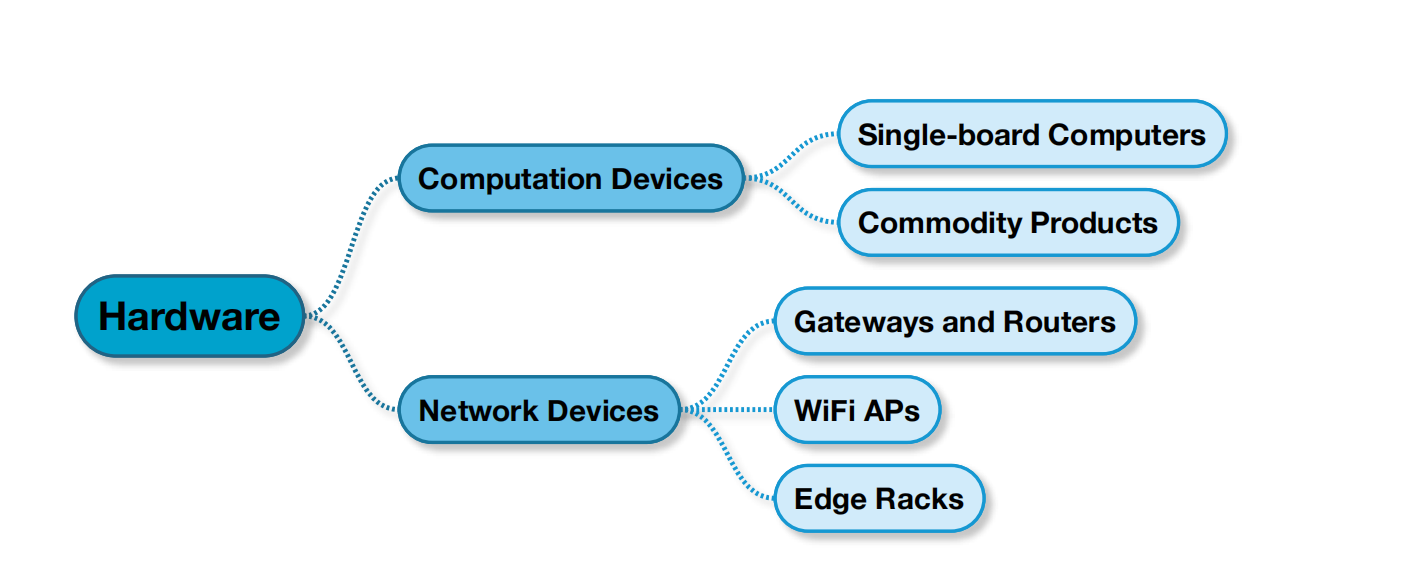 Hardware
Computation Devices
Single-board Computers
Commodity Products
Network Devices
Gateways and Routers
WiFi APs
Edge Racks